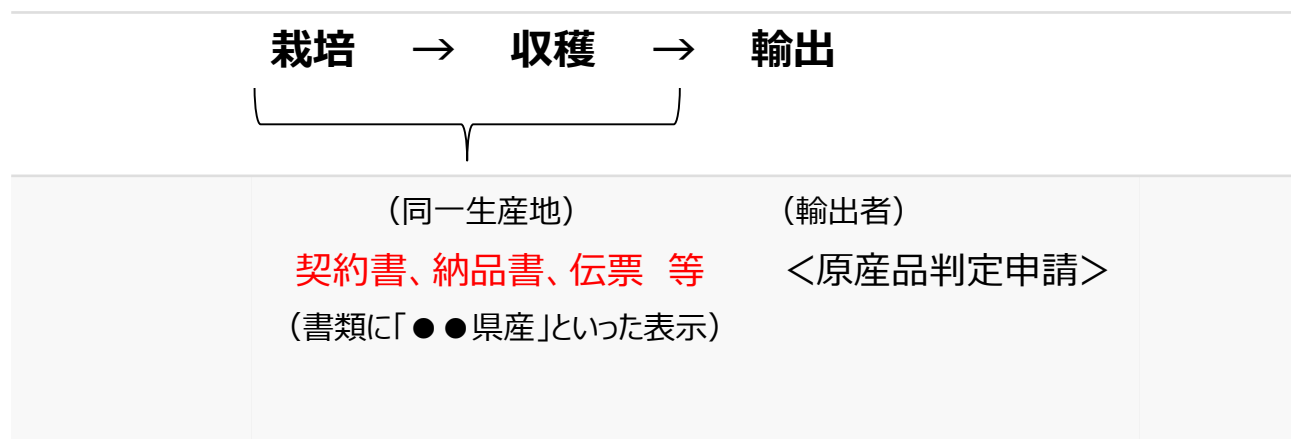 栽培 → 収穫 → 輸出
（同一生産地） （輸出者）
契約書、納品書、伝票 等 ＜原産品判定申請＞
（書類に「●●県産」といった表示）